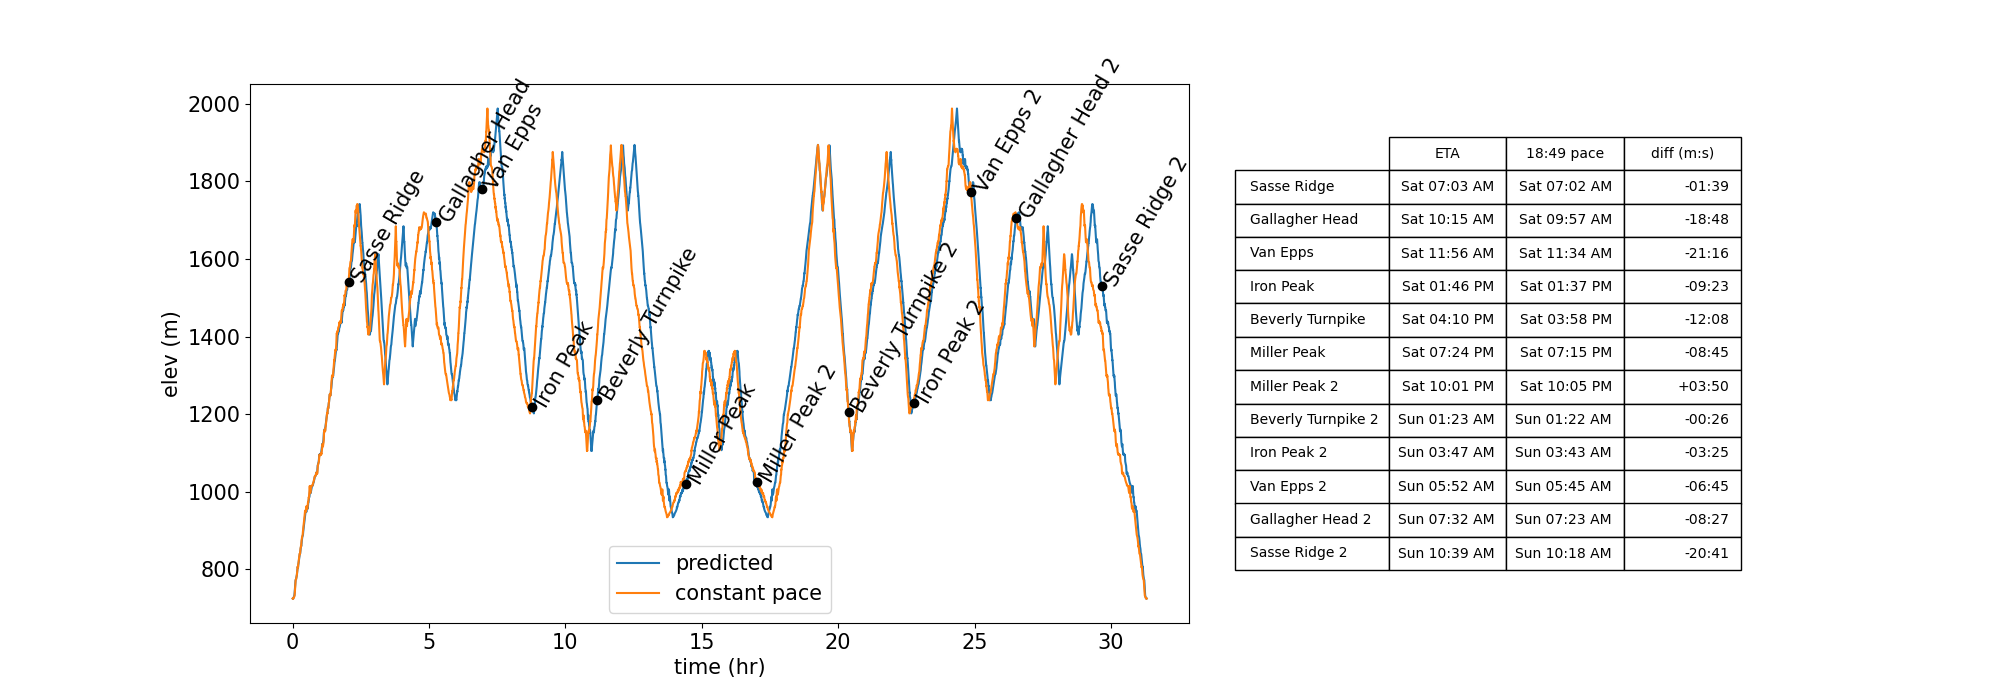 2000
1800
1600
1400
1200
1000
800
elev (m)
0 5 10 15 20 25 30
time (hr)
Sasse Ridge
Gallagher Head
Van Epps
Iron Peak
Beverly Turnpike
Miller Peak
Miller Peak 2
Beverly Turnpike 2
Iron Peak 2
Van Epps 2
Gallagher Head 2
Sasse Ridge 2
predicted
constant pace
ETA 18:49 pace diff (m:s)
Sasse Ridge Sat 07:03 AM Sat 07:02 AM -01:39
Gallagher Head Sat 10:15 AM Sat 09:57 AM -18:48
Van Epps Sat 11:56 AM Sat 11:34 AM -21:16
Iron Peak Sat 01:46 PM Sat 01:37 PM -09:23
Beverly Turnpike Sat 04:10 PM Sat 03:58 PM -12:08
Miller Peak Sat 07:24 PM Sat 07:15 PM -08:45
Miller Peak 2 Sat 10:01 PM Sat 10:05 PM +03:50
Beverly Turnpike 2 Sun 01:23 AM Sun 01:22 AM -00:26
Iron Peak 2 Sun 03:47 AM Sun 03:43 AM -03:25
Van Epps 2 Sun 05:52 AM Sun 05:45 AM -06:45
Gallagher Head 2 Sun 07:32 AM Sun 07:23 AM -08:27
Sasse Ridge 2 Sun 10:39 AM Sun 10:18 AM -20:41